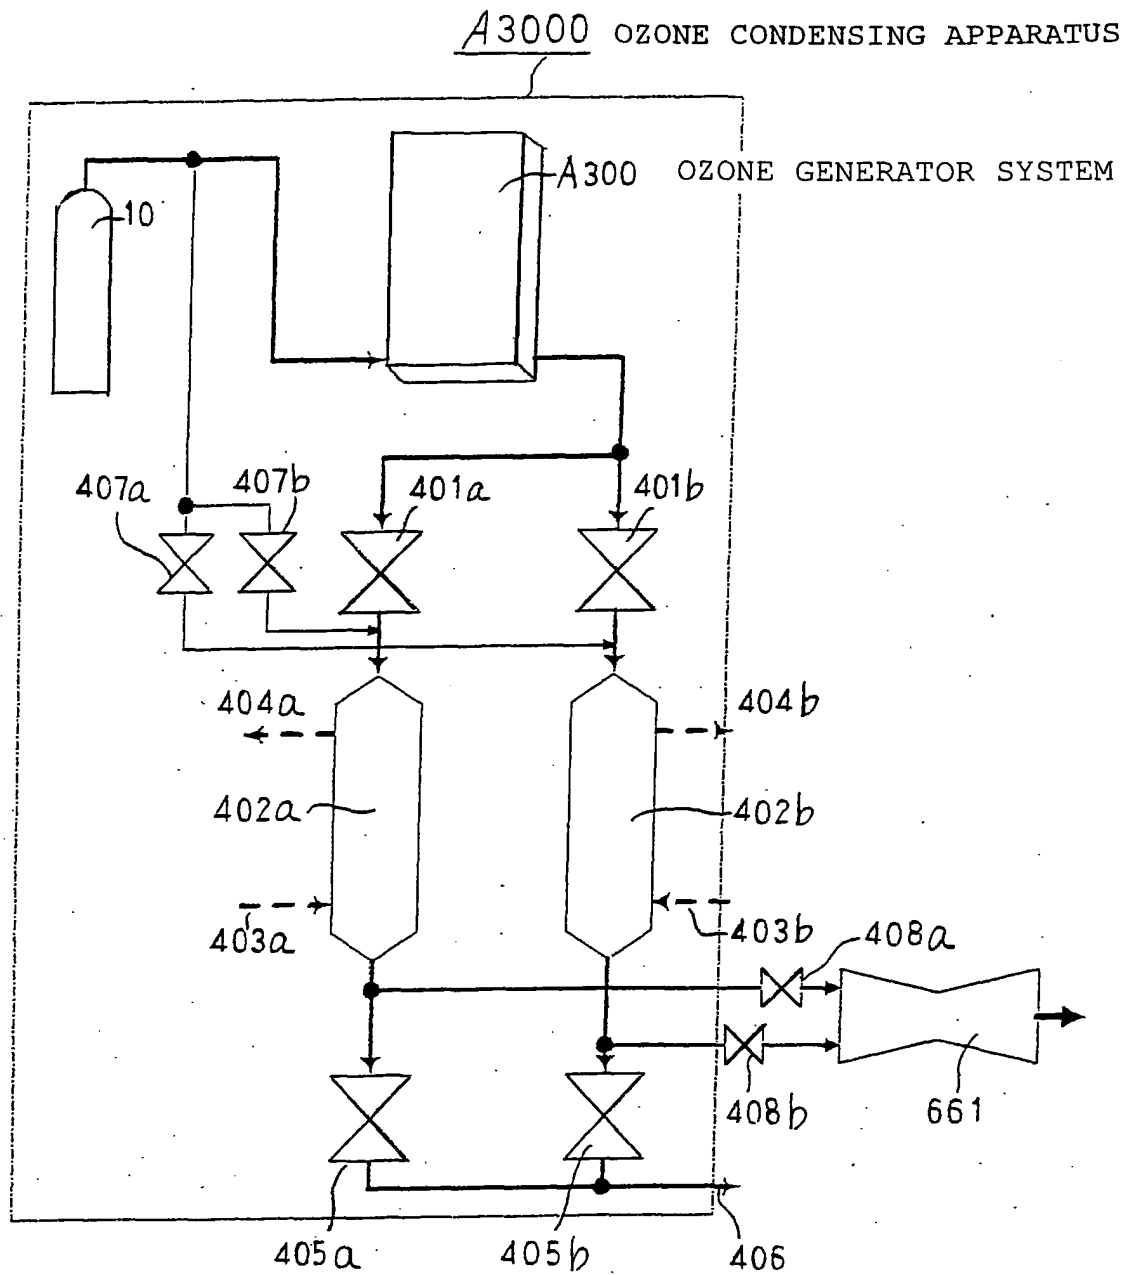 A3000 OZONE CONDENSING APPARATUS
A300 OZONE GENERATOR SYSTEM
10
407a
407b
401a
401b
404a
404b
402a
402b
403a
403b
408a
408b
661
405a
405b
406